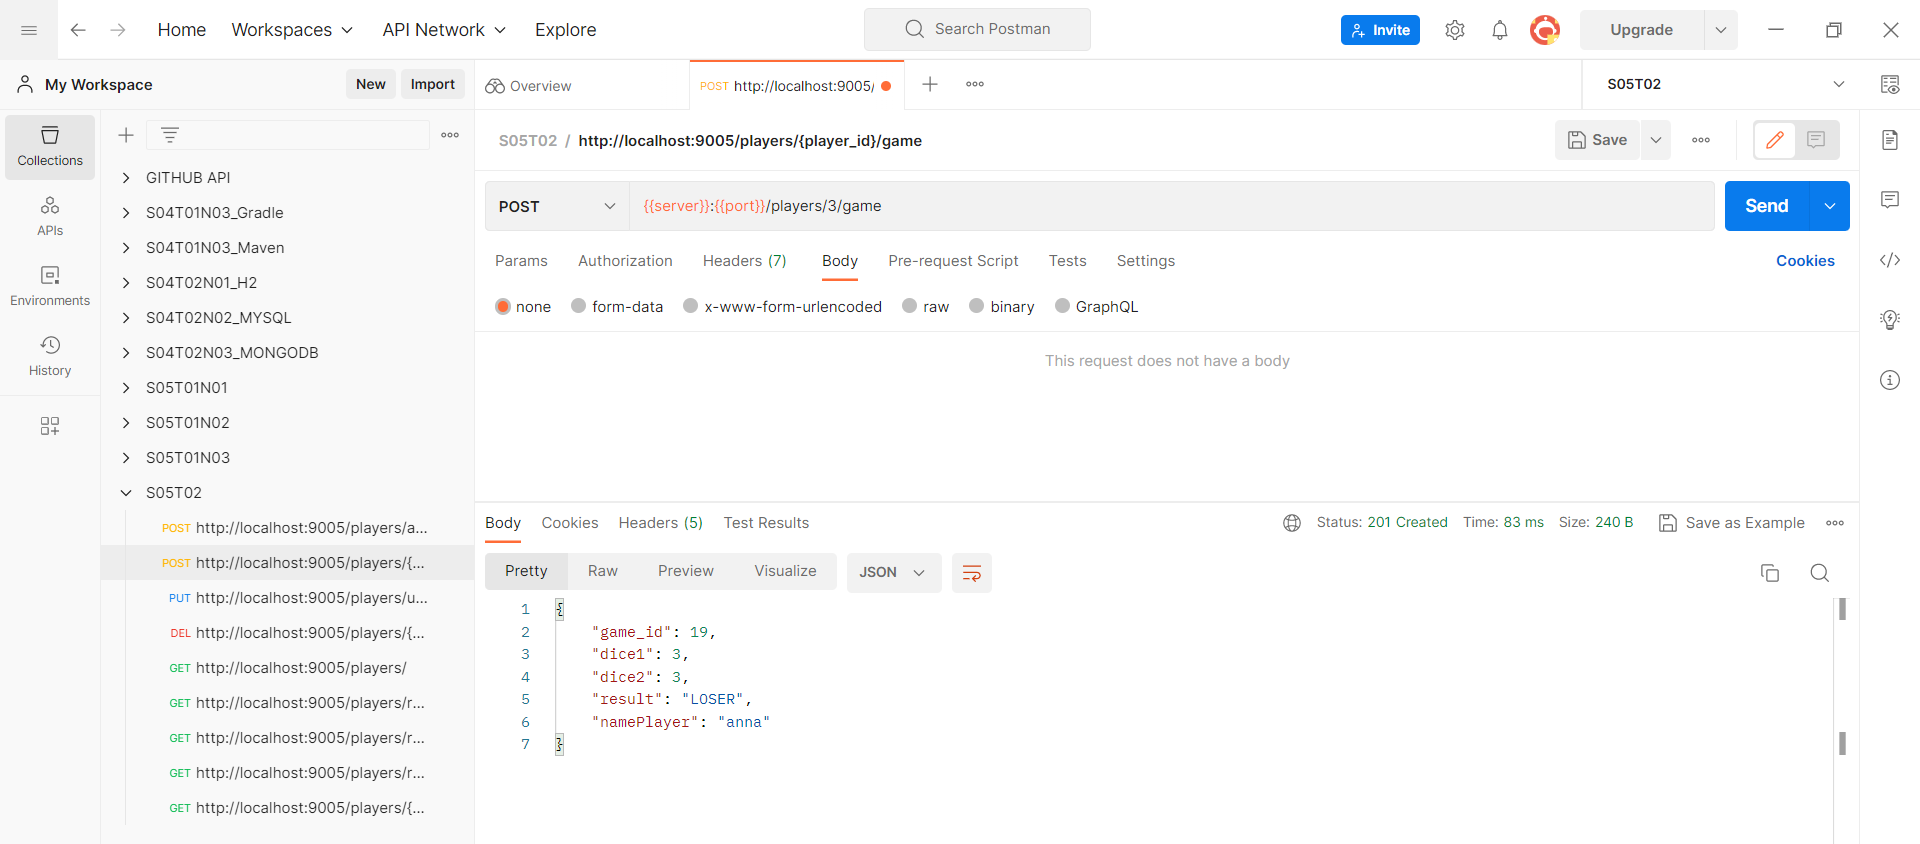 Home Workspaces API Network Explore Search Postman Invite Upgrade
My Workspace New Import Overview POST http://localhost:9005/ S05T02
Collections
APIs
Environments
History
GITHUB API
S04T01N03_Gradle
S04T01N03_Maven
S04T02N01_H2
S04T02N02_MYSQL
S04T02N03_MONGODB
S05T01N01
S05T01N02
S05T01N03
S05T02
POST http://localhost:9005/players/a...
POST http://localhost:9005/players/{...
PUT http://localhost:9005/players/u...
DEL http://localhost:9005/players/{...
GET http://localhost:9005/players/
GET http://localhost:9005/players/r...
GET http://localhost:9005/players/r...
GET http://localhost:9005/players/r...
GET http://localhost:9005/players/{...
S05T02 / http://localhost:9005/players/{player_id}/game Save
POST {{server}}:{{port}}/players/3/game Send
Params Authorization Headers (7) Body Pre-request Script Tests Settings Cookies
none form-data x-www-form-urlencoded raw binary GraphQL
This request does not have a body
Body Cookies Headers (5) Test Results Status: 201 Created Time: 83 ms Size: 240 B Save as Example
Pretty Raw Preview Visualize JSON
1 {
2 "game_id": 19,
3 "dice1": 3,
4 "dice2": 3,
5 "result": "LOSER",
6 "namePlayer": "anna"
7 }